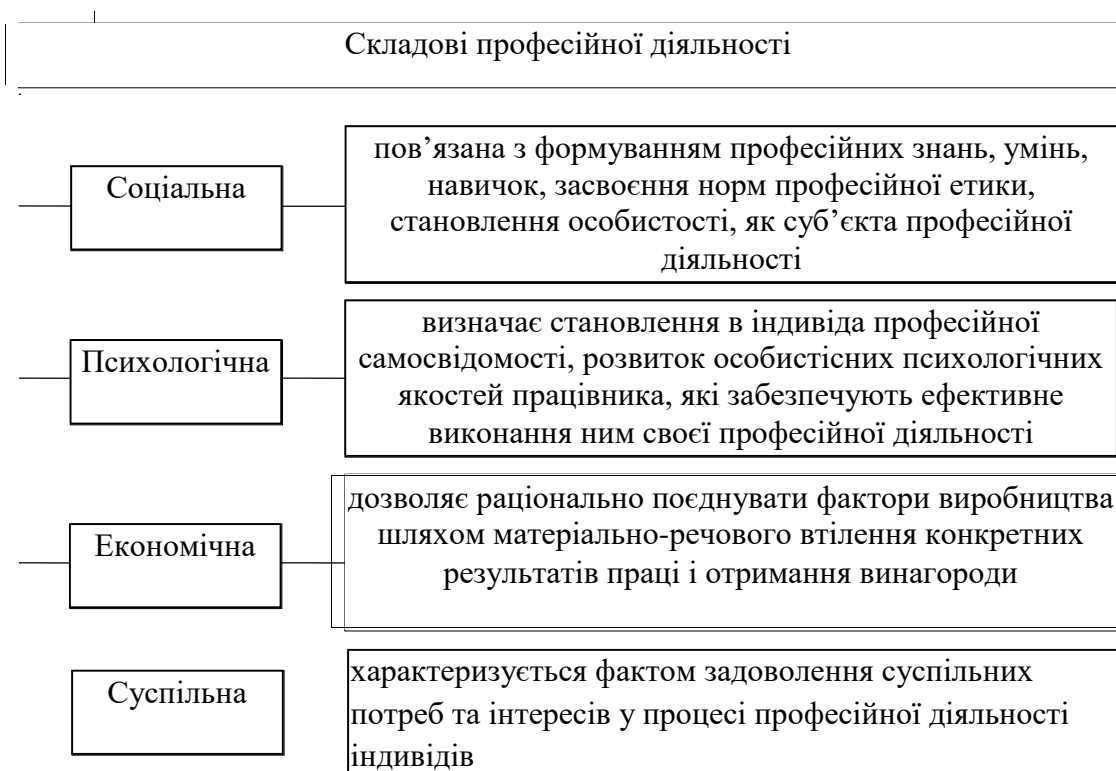 Складові професійної діяльності
Соціальна
пов’язана з формуванням професійних знань, умінь,
навичок, засвоєння норм професійної етики,
становлення особистості, як суб’єкта професійної
діяльності
Психологічна
визначає становлення в індивіда професійної
самосвідомості, розвиток особистісних психологічних
якостей працівника, які забезпечують ефективне
виконання ним своєї професійної діяльності
Економічна
дозволяє раціонально поєднувати фактори виробництва
шляхом матеріально-речового втілення конкретних
результатів праці і отримання винагороди
Суспільна
характеризується фактом задоволення суспільних
потреб та інтересів у процесі професійної діяльності
індивідів